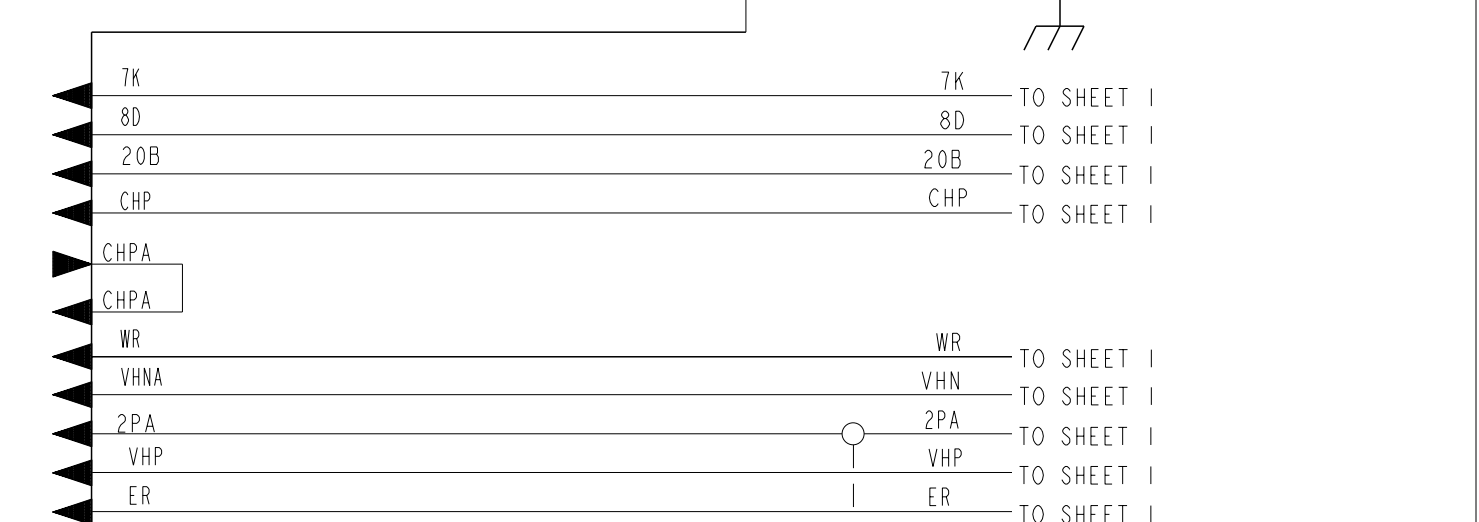 7K 7K TO SHEET 1
8D 8D TO SHEET 1
20B 20B TO SHEET 1
CHP CHP TO SHEET 1
CHPA
CHPA
WR WR TO SHEET 1
VHNA VHN TO SHEET 1
2PA 2PA TO SHEET 1
VHP VHP TO SHEET 1
ER ER TO SHEET 1